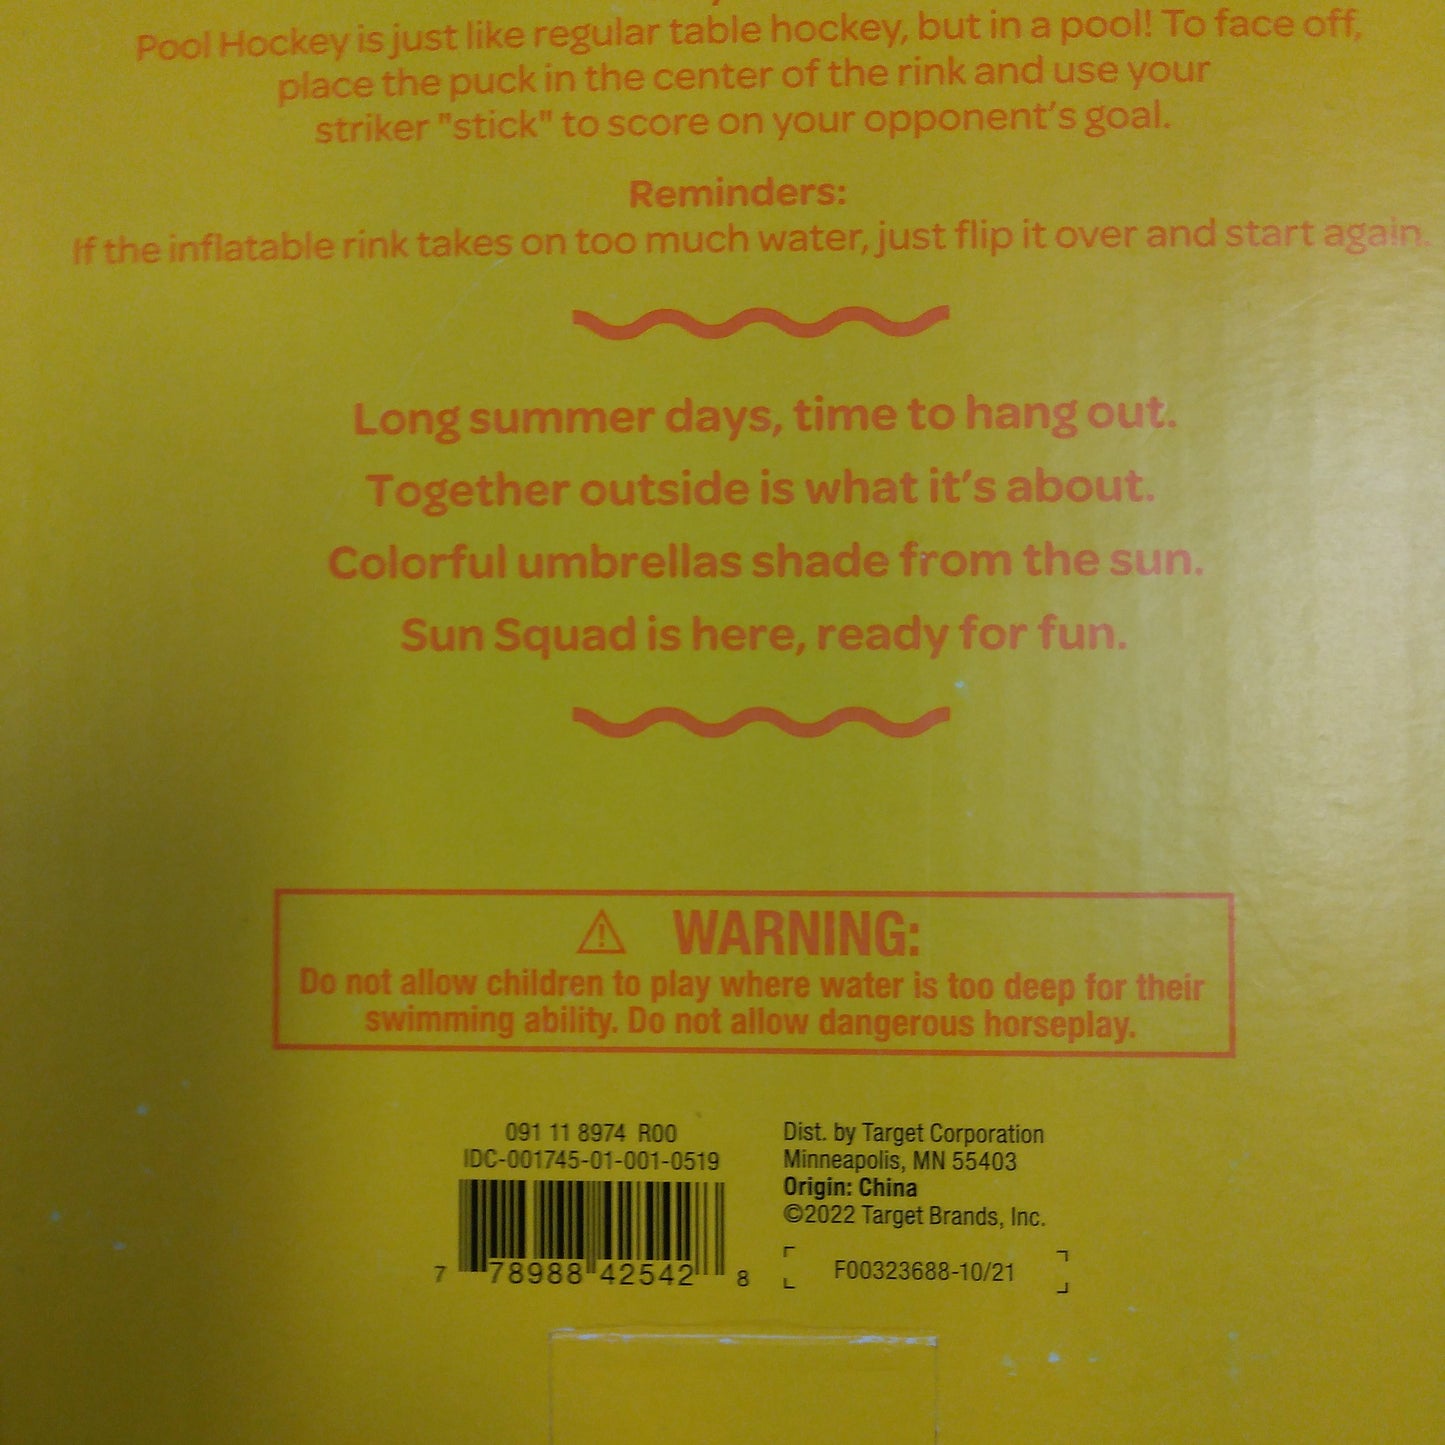 Pool Hockey is just like regular table hockey, but in a pool! To face off,
place the puck in the center of the rink and use your
striker "stick" to score on your opponent's goal.
Reminders:
If the inflatable rink takes on too much water, just flip it over and start again.
Long summer days, time to hang out.
Together outside is what it's about.
Colorful umbrellas shade from the sun.
Sun Squad is here, ready for fun.
WARNING:
Do not allow children to play where water is too deep for their
swimming ability. Do not allow dangerous horseplay.
091 11 8974 R00
IDC-001745-01-001-0519
7 78988 42542 8
Dist. by Target Corporation
Minneapolis, MN 55403
Origin: China
©2022 Target Brands, Inc.
F00323688-10/21